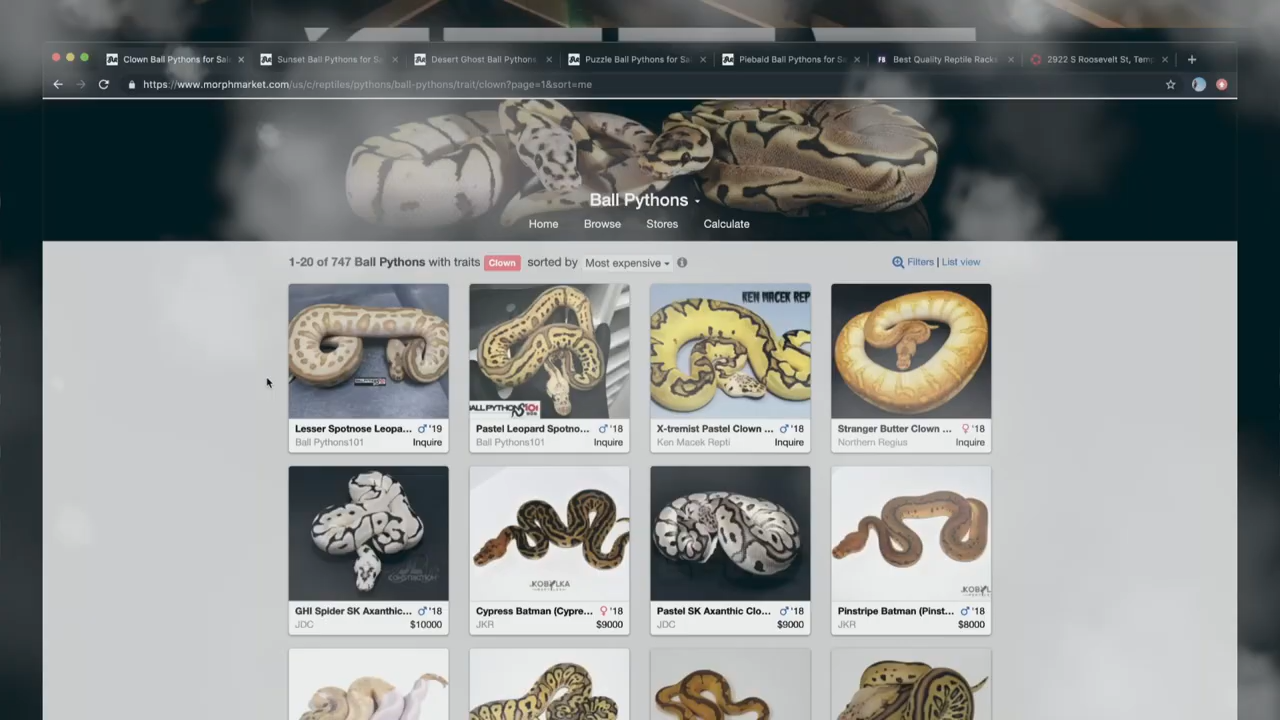 Clown Ball Pythons for Sal
Sunset Ball Pythons for Sa
Desert Ghost Ball Pythons
Puzzle Ball Pythons for Sa
Piebald Ball Pythons for Sa
Best Quality Reptile Racks
2922 S Roosevelt St, Temp
https://www.morphmarket.com/us/c/reptiles/pythons/ball-pythons/trait/clown?page=1&sort=me
Ball Pythons
Home Browse Stores Calculate
1-20 of 747 Ball Pythons with traits Clown sorted by Most expensive
Filters | List view
KEN MACEK REP
BALLPYTHONS101
Lesser Spotnose Leopa... ♂'19
Ball Pythons101 Inquire
Pastel Leopard Spotno... ♂'18
Ball Pythons101 Inquire
X-tremist Pastel Clown ... ♂'18
Ken Macek Repti Inquire
Stranger Butter Clown ... ♀'18
Northern Regius Inquire
J.KOBYLKA
J.KOBYL
GHI Spider SK Axanthic... ♂'18
JDC $10000
Cypress Batman (Cypre... ♀'18
JKR $9000
Pastel SK Axanthic Clo... ♂'18
JDC $9000
Pinstripe Batman (Pinst... ♂'18
JKR $8000